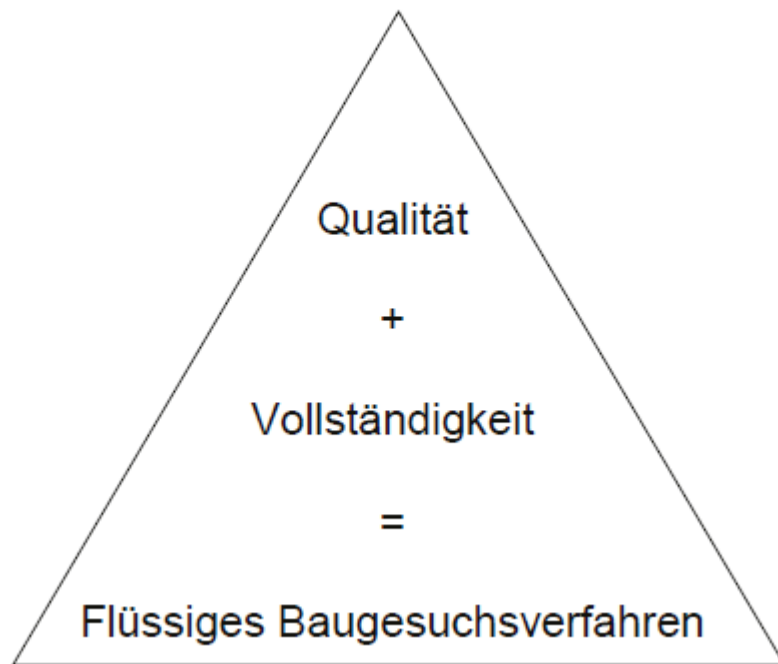 Qualität
+
Vollständigkeit
=
Flüssiges Baugesuchsverfahren